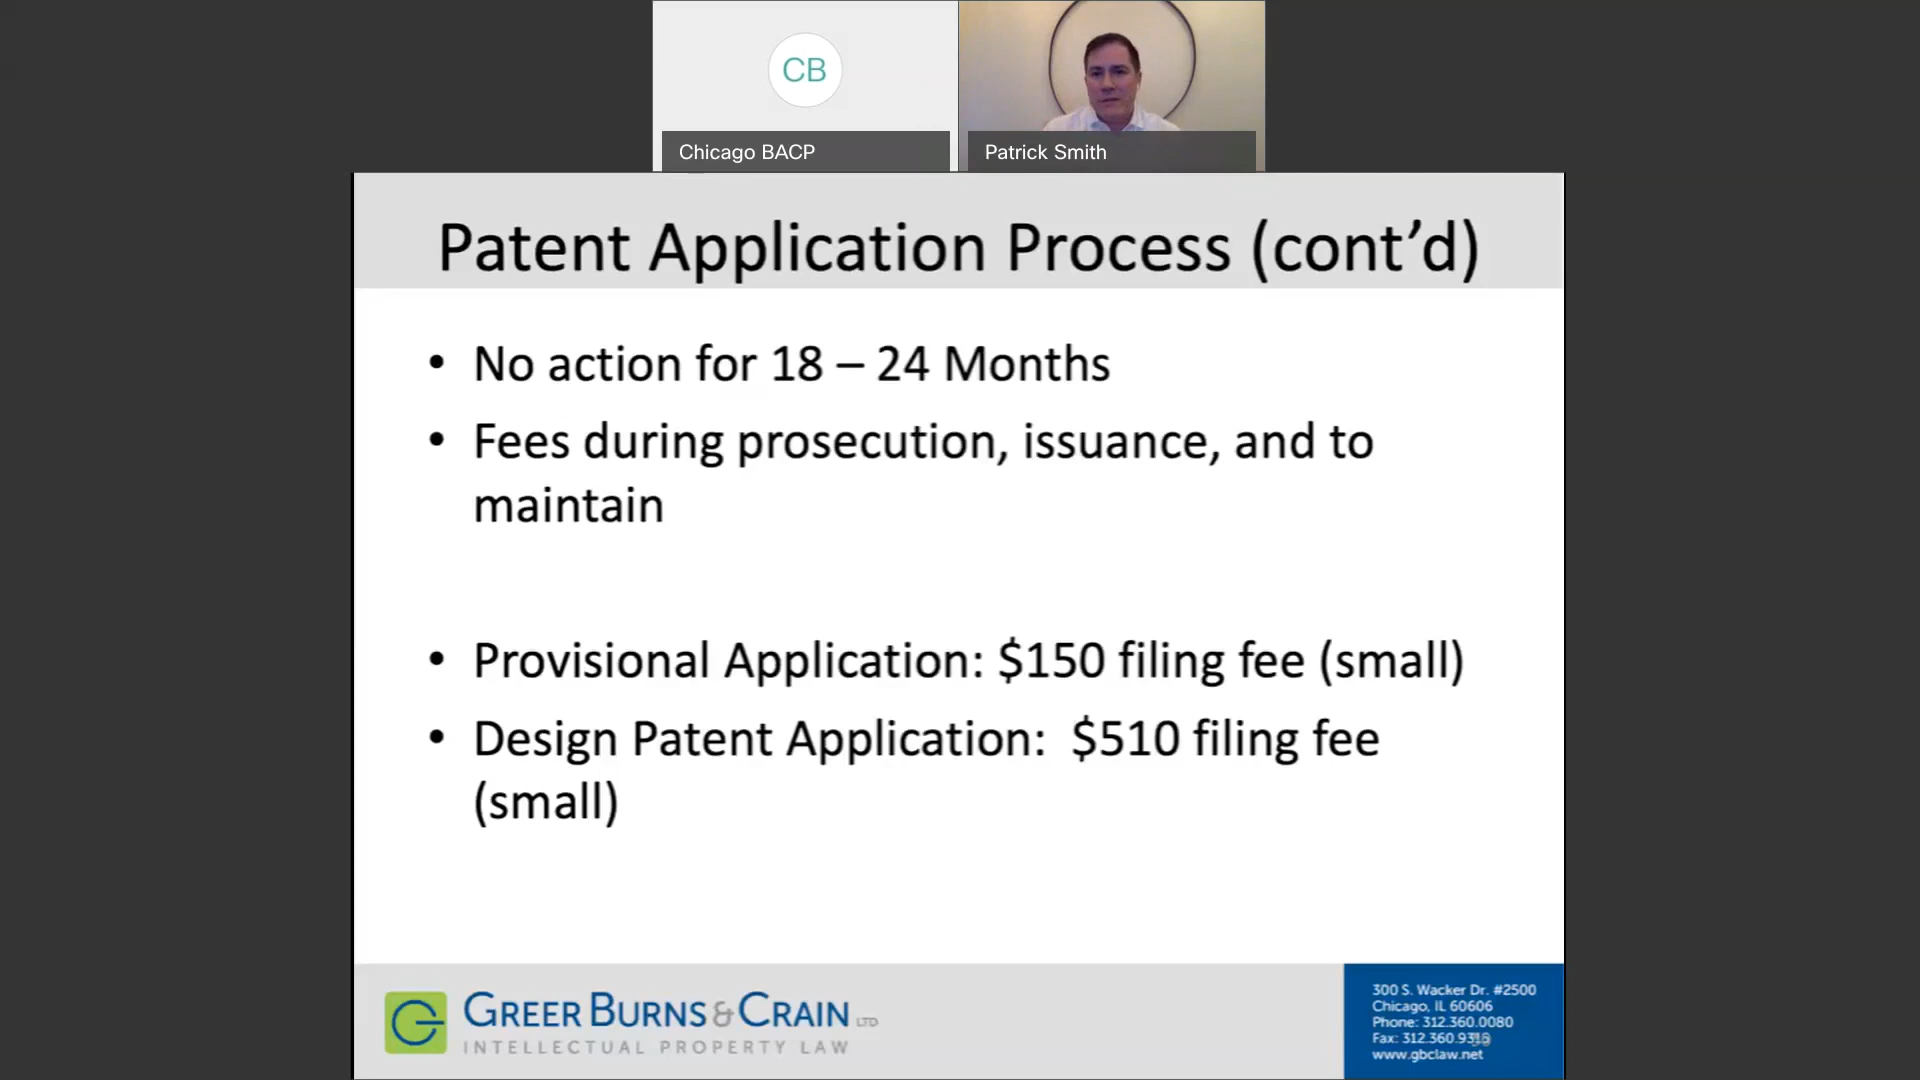 CB
Chicago BACP
Patrick Smith
Patent Application Process (cont’d)
• No action for 18 – 24 Months
• Fees during prosecution, issuance, and to
maintain
• Provisional Application: $150 filing fee (small)
• Design Patent Application:  $510 filing fee
(small)
GREER BURNS & CRAIN LTD
INTELLECTUAL PROPERTY LAW
300 S. Wacker Dr. #2500
Chicago, IL 60606
Phone: 312.360.0080
Fax:
www.gbclaw.net